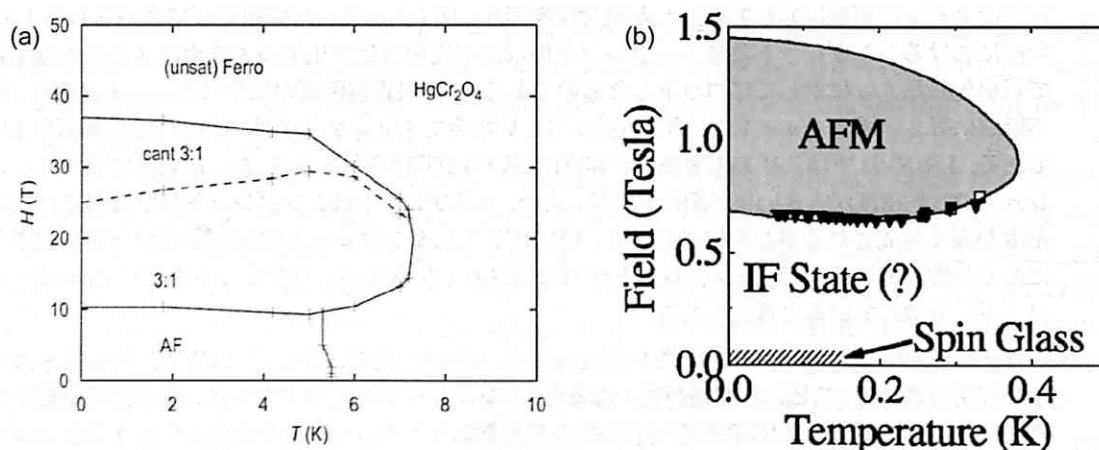 (a)
50
40
30
20
10
0
H (T)
(unsat) Ferro
HgCr₂O₄
cant 3:1
3:1
AF
0 2 4 6 8 10
T (K)
(b)
1.5
1.0
0.5
0.0
Field (Tesla)
AFM
IF State (?)
Spin Glass
0.0 0.2 0.4
Temperature (K)